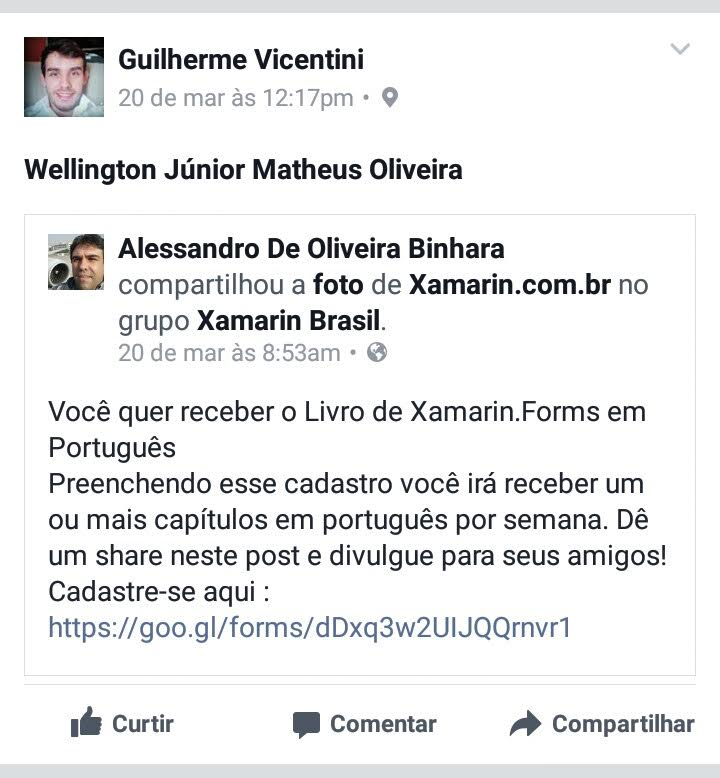 Guilherme Vicentini
20 de mar às 12:17pm •
Wellington Júnior Matheus Oliveira
Alessandro De Oliveira Binhara
compartilhou a foto de Xamarin.com.br no
grupo Xamarin Brasil.
20 de mar às 8:53am •
Você quer receber o Livro de Xamarin.Forms em
Português
Preenchendo esse cadastro você irá receber um
ou mais capítulos em português por semana. Dê
um share neste post e divulgue para seus amigos!
Cadastre-se aqui :
https://goo.gl/forms/dDxq3w2UIJQQrnvr1
Curtir Comentar Compartilhar